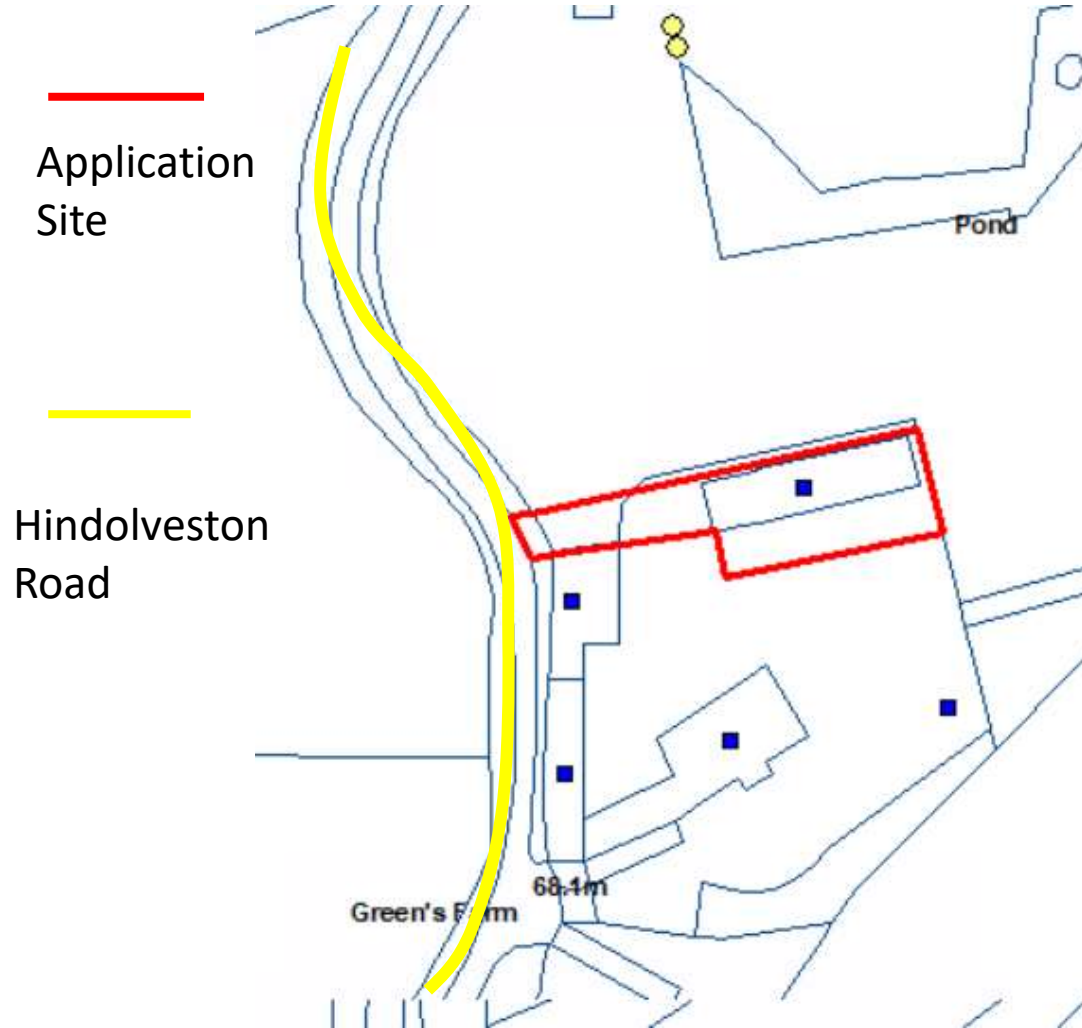 Application
Site
Hindolveston
Road
Pond
68.1m
Green's Farm